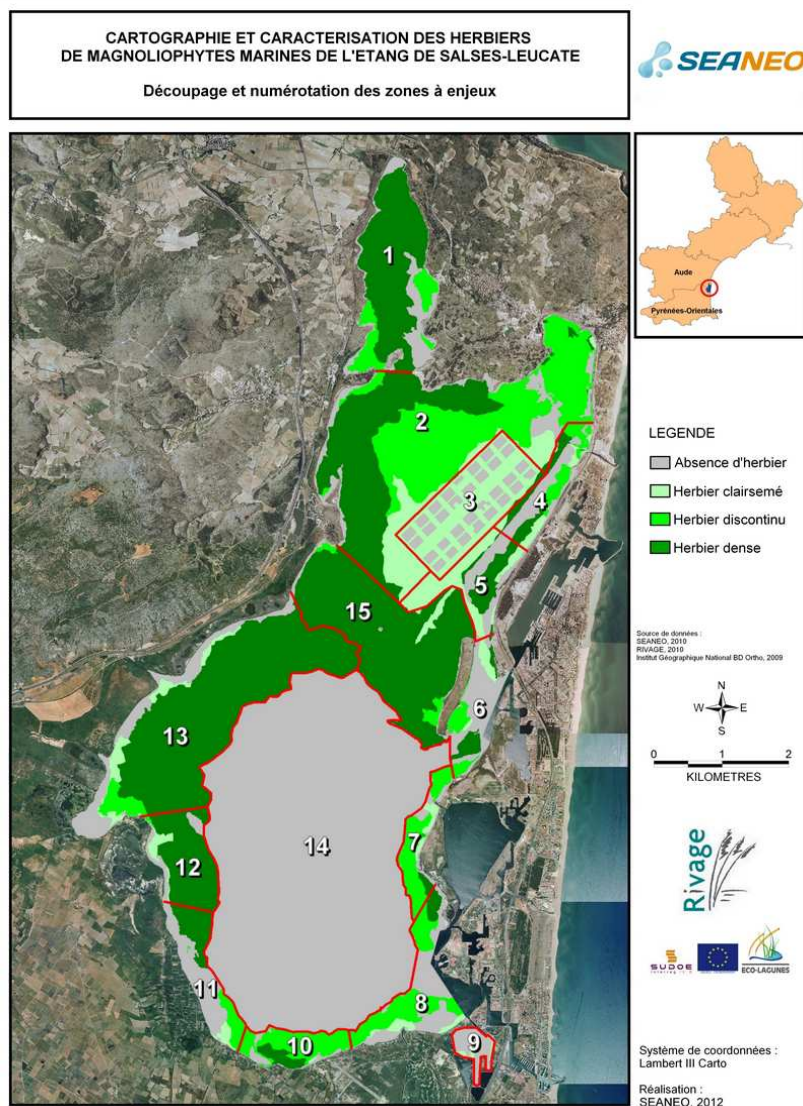 CARTOGRAPHIE ET CARACTERISATION DES HERBIERS
DE MAGNOLIOPHYTES MARINES DE L'ETANG DE SALSES-LEUCATE
Découpage et numérotation des zones à enjeux
SEANEO
Aude
Pyrénées-Orientales
1
2
3
4
5
15
6
13
14
7
12
11
8
9
10
LEGENDE
Absence d'herbier
Herbier clairsemé
Herbier discontinu
Herbier dense
Source de données :
SEANEO, 2010
RIVAGE, 2010
Institut Géographique National BD Ortho, 2009
N
W E
S
0 1 2
KILOMETRES
Rivage
SUDOE
ECO-LAGUNES
Système de coordonnées :
Lambert III Carto
Réalisation :
SEANEO, 2012